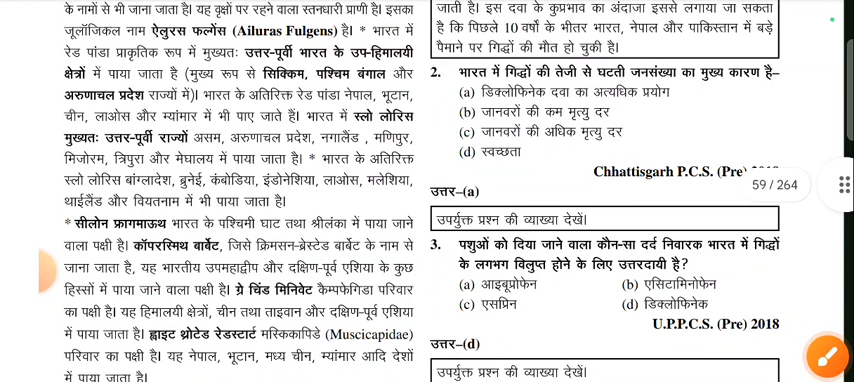 के नामों से भी जाना जाता है। यह वृक्षों पर रहने वाला स्तनधारी प्राणी है। इसका
जूलॉजिकल नाम ऐलुरस फल्गेंस (Ailuras Fulgens) है। * भारत में
रेड पांडा प्राकृतिक रूप में मुख्यतः उत्तर-पूर्वी भारत के उप-हिमालयी
क्षेत्रों में पाया जाता है (मुख्य रूप से सिक्किम, पश्चिम बंगाल और
अरुणाचल प्रदेश राज्यों में)। भारत के अतिरिक्त रेड पांडा नेपाल, भूटान,
चीन, लाओस और म्यांमार में भी पाए जाते हैं। भारत में स्लो लोरिस
मुख्यतः उत्तर-पूर्वी राज्यों असम, अरुणाचल प्रदेश, नगालैंड , मणिपुर,
मिजोरम, त्रिपुरा और मेघालय में पाया जाता है। * भारत के अतिरिक्त
स्लो लोरिस बांग्लादेश, ब्रुनेई, कंबोडिया, इंडोनेशिया, लाओस, मलेशिया,
थाईलैंड और वियतनाम में भी पाया जाता है।
* सीलोन फ्रागमाऊथ भारत के पश्चिमी घाट तथा श्रीलंका में पाया जाने
वाला पक्षी है। कॉपरस्मिथ बार्बेट, जिसे क्रिमसन-ब्रेस्टेड बार्बेट के नाम से
जाना जाता है, यह भारतीय उपमहाद्वीप और दक्षिण-पूर्व एशिया के कुछ
हिस्सों में पाया जाने वाला पक्षी है। ग्रे चिंड मिनिवेट कैम्पफेगिडा परिवार
का पक्षी है। यह हिमालयी क्षेत्रों, चीन तथा ताइवान और दक्षिण-पूर्व एशिया
में पाया जाता है। ह्वाइट थ्रोटेड रेडस्टार्ट मस्किकापिडे (Muscicapidae)
परिवार का पक्षी है। यह नेपाल, भूटान, मध्य चीन, म्यांमार आदि देशों
में पाया जाता है।
जाती है। इस दवा के कुप्रभाव का अंदाजा इससे लगाया जा सकता
है कि पिछले 10 वर्षों के भीतर भारत, नेपाल और पाकिस्तान में बड़े
पैमाने पर गिद्धों की मौत हो चुकी है।
2. भारत में गिद्धों की तेजी से घटती जनसंख्या का मुख्य कारण है–
(a) डिक्लोफिनेक दवा का अत्यधिक प्रयोग
(b) जानवरों की कम मृत्यु दर
(c) जानवरों की अधिक मृत्यु दर
(d) स्वच्छता
Chhattisgarh P.C.S. (Pre)
59 / 264
उत्तर–(a)
उपर्युक्त प्रश्न की व्याख्या देखें।
3. पशुओं को दिया जाने वाला कौन-सा दर्द निवारक भारत में गिद्धों
के लगभग विलुप्त होने के लिए उत्तरदायी है?
(a) आइबूप्रोफेन (b) एसिटामिनोफेन
(c) एसप्रिन (d) डिक्लोफिनेक
U.P.P.C.S. (Pre) 2018
उत्तर–(d)
उपर्युक्त प्रश्न की व्याख्या देखें।